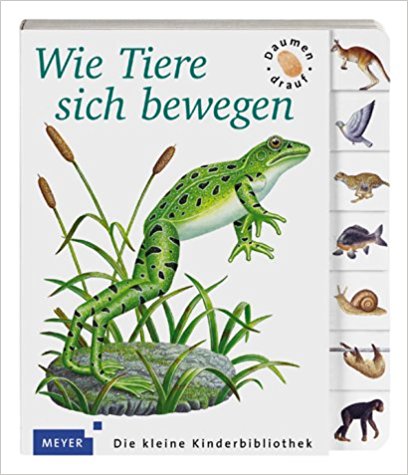 Wie Tiere
sich bewegen
Daumen
drauf
MEYER
Die kleine Kinderbibliothek